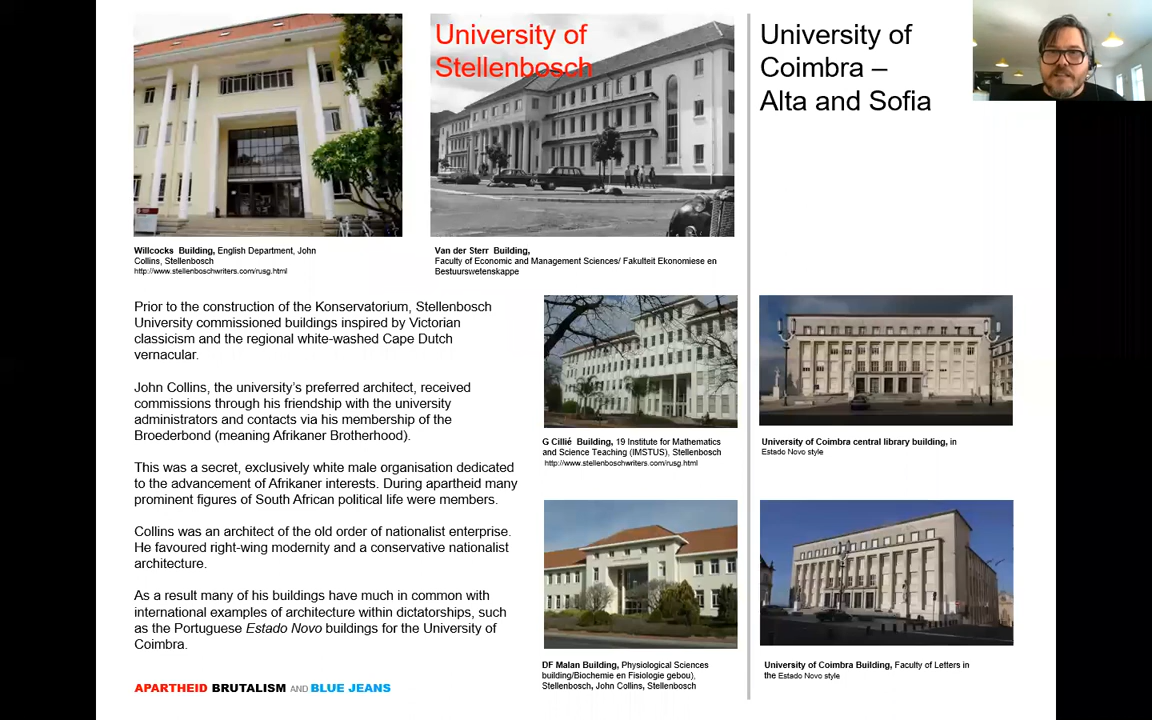 University of
Stellenbosch
University of
Coimbra –
Alta and Sofia
Willcocks Building, English Department, John
Collins, Stellenbosch
http://www.stellenboschwriters.com/rusg.html
Van der Sterr Building,
Faculty of Economic and Management Sciences/ Fakulteit Ekonomiese en
Bestuurswetenskappe
Prior to the construction of the Konservatorium, Stellenbosch
University commissioned buildings inspired by Victorian
classicism and the regional white-washed Cape Dutch
vernacular.
John Collins, the university’s preferred architect, received
commissions through his friendship with the university
administrators and contacts via his membership of the
Broederbond (meaning Afrikaner Brotherhood).
This was a secret, exclusively white male organisation dedicated
to the advancement of Afrikaner interests. During apartheid many
prominent figures of South African political life were members.
Collins was an architect of the old order of nationalist enterprise.
He favoured right-wing modernity and a conservative nationalist
architecture.
As a result many of his buildings have much in common with
international examples of architecture within dictatorships, such
as the Portuguese Estado Novo buildings for the University of
Coimbra.
G Cillié Building, 19 Institute for Mathematics
and Science Teaching (IMSTUS), Stellenbosch
http://www.stellenboschwriters.com/rusg.html
University of Coimbra central library building, in
Estado Novo style
DF Malan Building, Physiological Sciences
building/Biochemie en Fisiologie gebou),
Stellenbosch, John Collins, Stellenbosch
University of Coimbra Building, Faculty of Letters in
the Estado Novo style
APARTHEID BRUTALISM AND BLUE JEANS